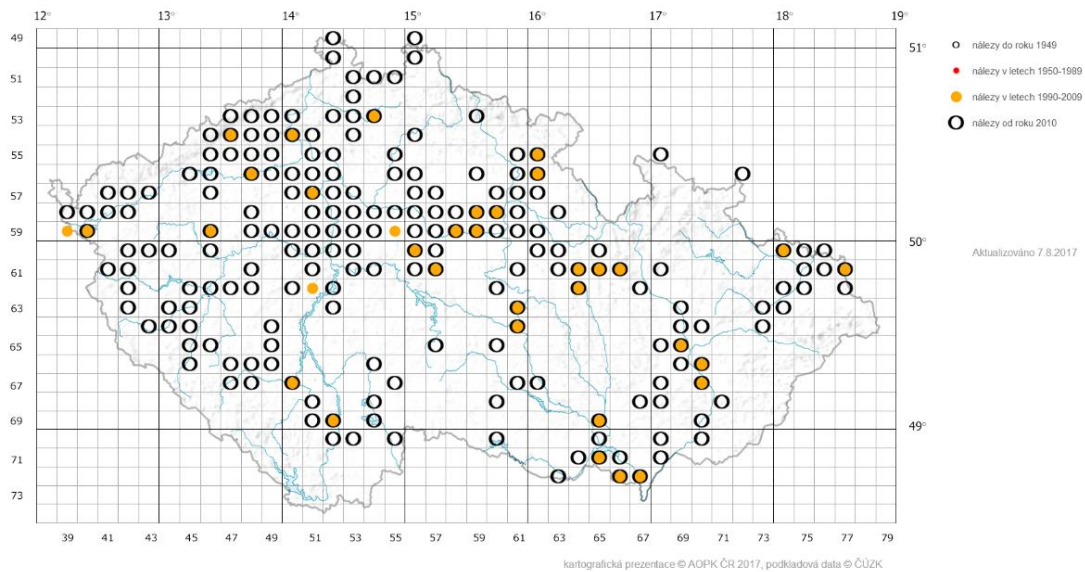 12° 13° 14° 15° 16° 17° 18° 19°
49
51
53
55
57
59
61
63
65
67
69
71
73
51°
50°
49°
39 41 43 45 47 49 51 53 55 57 59 61 63 65 67 69 71 73 75 77 79
nálezy do roku 1949
nálezy v letech 1950-1989
nálezy v letech 1990-2009
nálezy od roku 2010
Aktualizováno 7.8.2017
kartografická prezentace © AOPK ČR 2017, podkladová data © ČÚZK